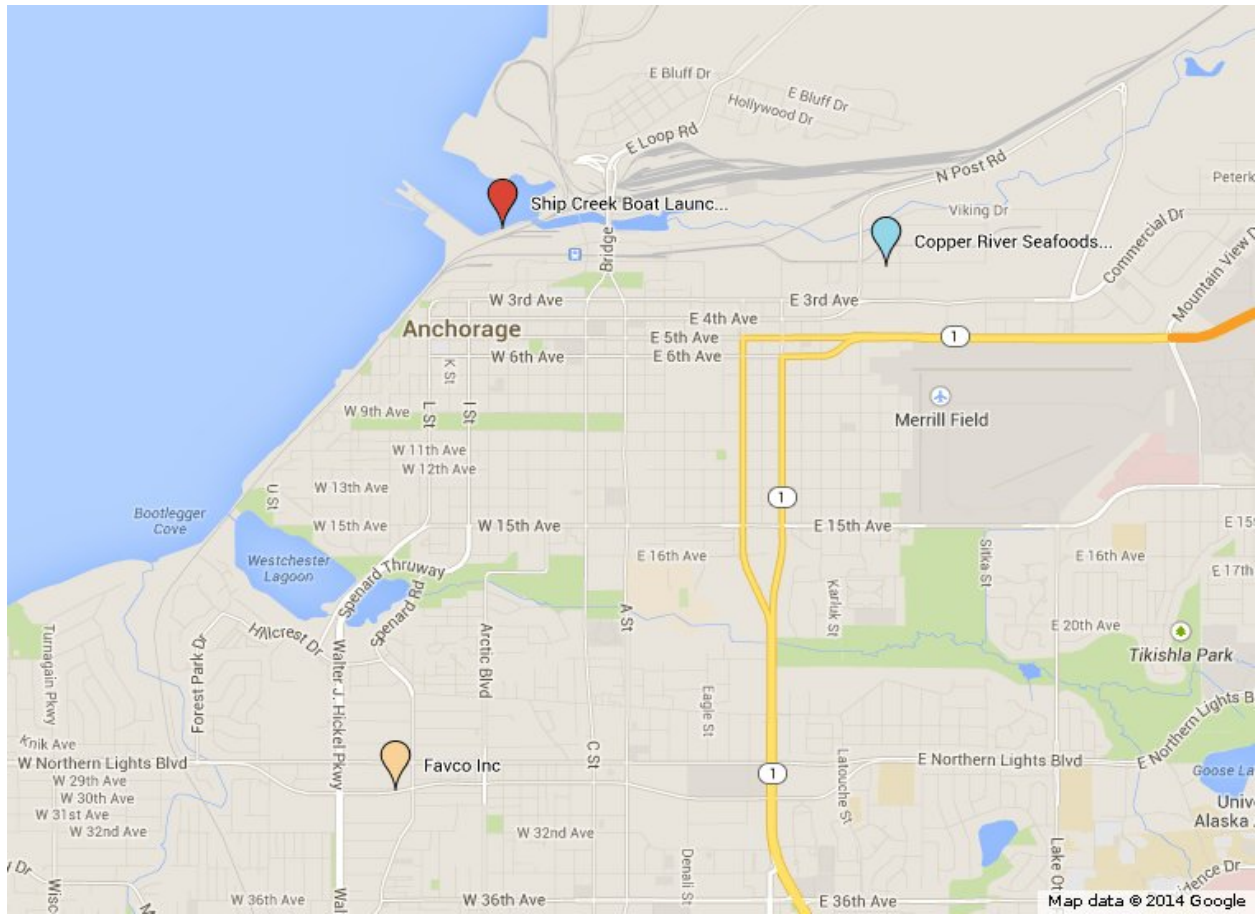 E Bluff Dr
E Bluff Dr
Hollywood Dr
E Loop Rd
N Post Rd
Peterk
Ship Creek Boat Launc...
Viking Dr
Commercial Dr
Copper River Seafoods...
Bridge
Mountain View D
W 3rd Ave
E 3rd Ave
E 4th Ave
Anchorage
E 5th Ave
1
W 6th Ave
E 6th Ave
K St
Merrill Field
W 9th Ave
L St
I St
W 11th Ave
W 12th Ave
W 13th Ave
U St
1
Bootlegger
Cove
W 15th Ave
W 15th Ave
E 15th Ave
E 15th
Westchester
Lagoon
E 16th Ave
Sitka St
E 16th Ave
E 17th
Spenard Thruway
Spenard Rd
Karluk St
A St
Hillcrest Dr
Turnagain Pkwy
Forest Park Dr
Walter J. Hickel Pkwy
Arctic Blvd
E 20th Ave
Tikishla Park
Eagle St
Knik Ave
W Northern Lights Blvd
C St
Favco Inc
E Northern Lights Blvd
E Northern Lights B
W 29th Ave
1
Latouche St
Goose La
W 30th Ave
W 31st Ave
W 32nd Ave
W 32nd Ave
Univ
Alaska
Denali St
Lake Ot
y Dr
Wisc
W 36th Ave
Wal
W 36th Ave
E 36th Ave
idence Dr
Map data © 2014 Google